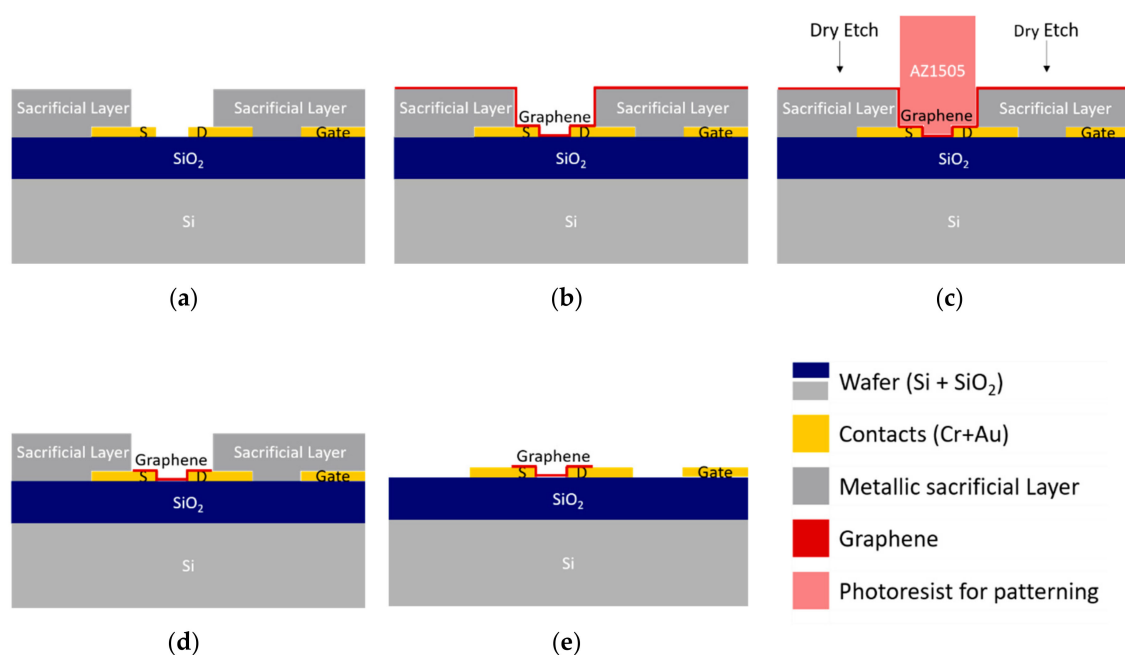 Sacrificial Layer
Sacrificial Layer
S
D
Gate
SiO2
Si
(a)
Sacrificial Layer
Graphene
Sacrificial Layer
S
D
Gate
SiO2
Si
(b)
Dry Etch
Dry Etch
AZ1505
Sacrificial Layer
Graphene
Sacrificial Layer
S
D
Gate
SiO2
Si
(c)
Sacrificial Layer
Graphene
Sacrificial Layer
S
D
Gate
SiO2
Si
(d)
Graphene
S
D
Gate
SiO2
Si
(e)
Wafer (Si + SiO2)
Contacts (Cr+Au)
Metallic sacrificial Layer
Graphene
Photoresist for patterning